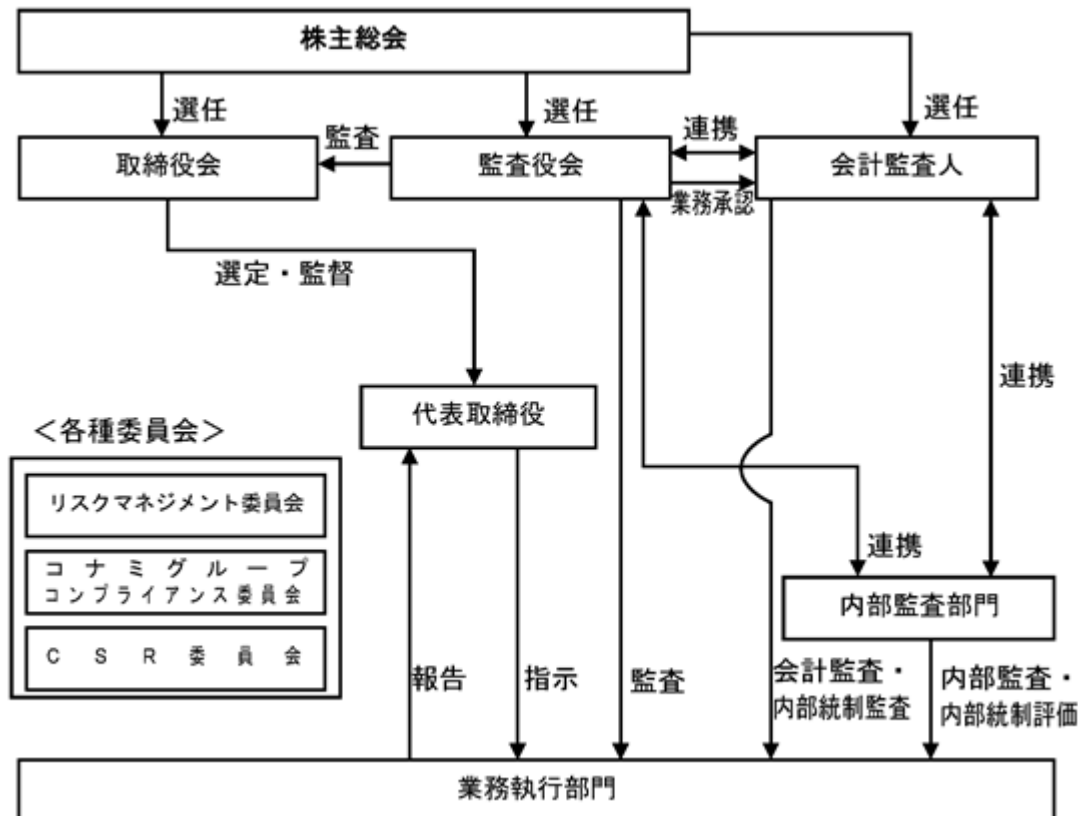 株主総会
選任
選任
選任
取締役会
監査
監査役会
連携
業務承認
会計監査人
選定・監督
連携
代表取締役
<各種委員会>
リスクマネジメント委員会
コナミグループ
コンプライアンス委員会
CSR委員会
連携
内部監査部門
報告
指示
監査
会計監査・
内部統制監査
内部監査・
内部統制評価
業務執行部門